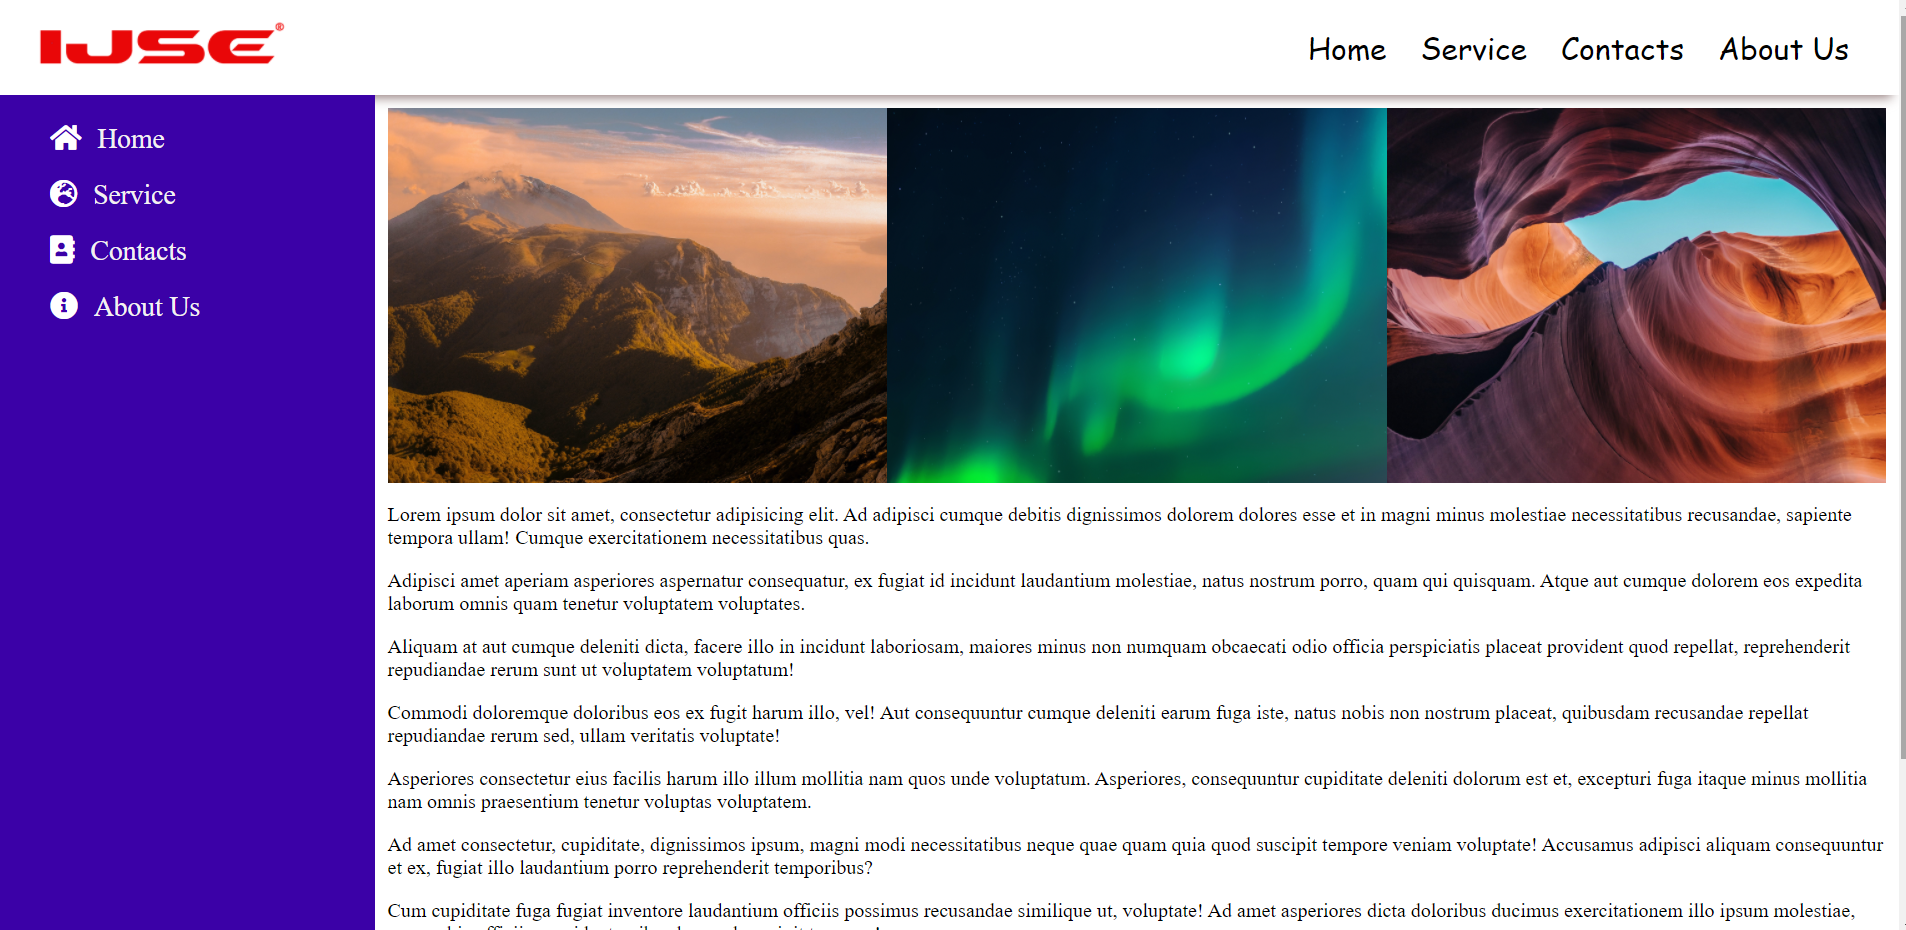 IJSE®
Home Service Contacts About Us
Home
Service
Contacts
About Us
Lorem ipsum dolor sit amet, consectetur adipisicing elit. Ad adipisci cumque debitis dignissimos dolorem dolores esse et in magni minus molestiae necessitatibus recusandae, sapiente
tempora ullam! Cumque exercitationem necessitatibus quas.
Adipisci amet aperiam asperiores aspernatur consequatur, ex fugiat id incidunt laudantium molestiae, natus nostrum porro, quam qui quisquam. Atque aut cumque dolorem eos expedita
laborum omnis quam tenetur voluptatem voluptates.
Aliquam at aut cumque deleniti dicta, facere illo in incidunt laboriosam, maiores minus non numquam obcaecati odio officia perspiciatis placeat provident quod repellat, reprehenderit
repudiandae rerum sunt ut voluptatem voluptatum!
Commodi doloremque doloribus eos ex fugit harum illo, vel! Aut consequuntur cumque deleniti earum fuga iste, natus nobis non nostrum placeat, quibusdam recusandae repellat
repudiandae rerum sed, ullam veritatis voluptate!
Asperiores consectetur eius facilis harum illo illum mollitia nam quos unde voluptatum. Asperiores, consequuntur cupiditate deleniti dolorum est et, excepturi fuga itaque minus mollitia
nam omnis praesentium tenetur voluptas voluptatem.
Ad amet consectetur, cupiditate, dignissimos ipsum, magni modi necessitatibus neque quae quam quia quod suscipit tempore veniam voluptate! Accusamus adipisci aliquam consequuntur
et ex, fugiat illo laudantium porro reprehenderit temporibus?
Cum cupiditate fuga fugiat inventore laudantium officiis possimus recusandae similique ut, voluptate! Ad amet asperiores dicta doloribus ducimus exercitationem illo ipsum molestiae,